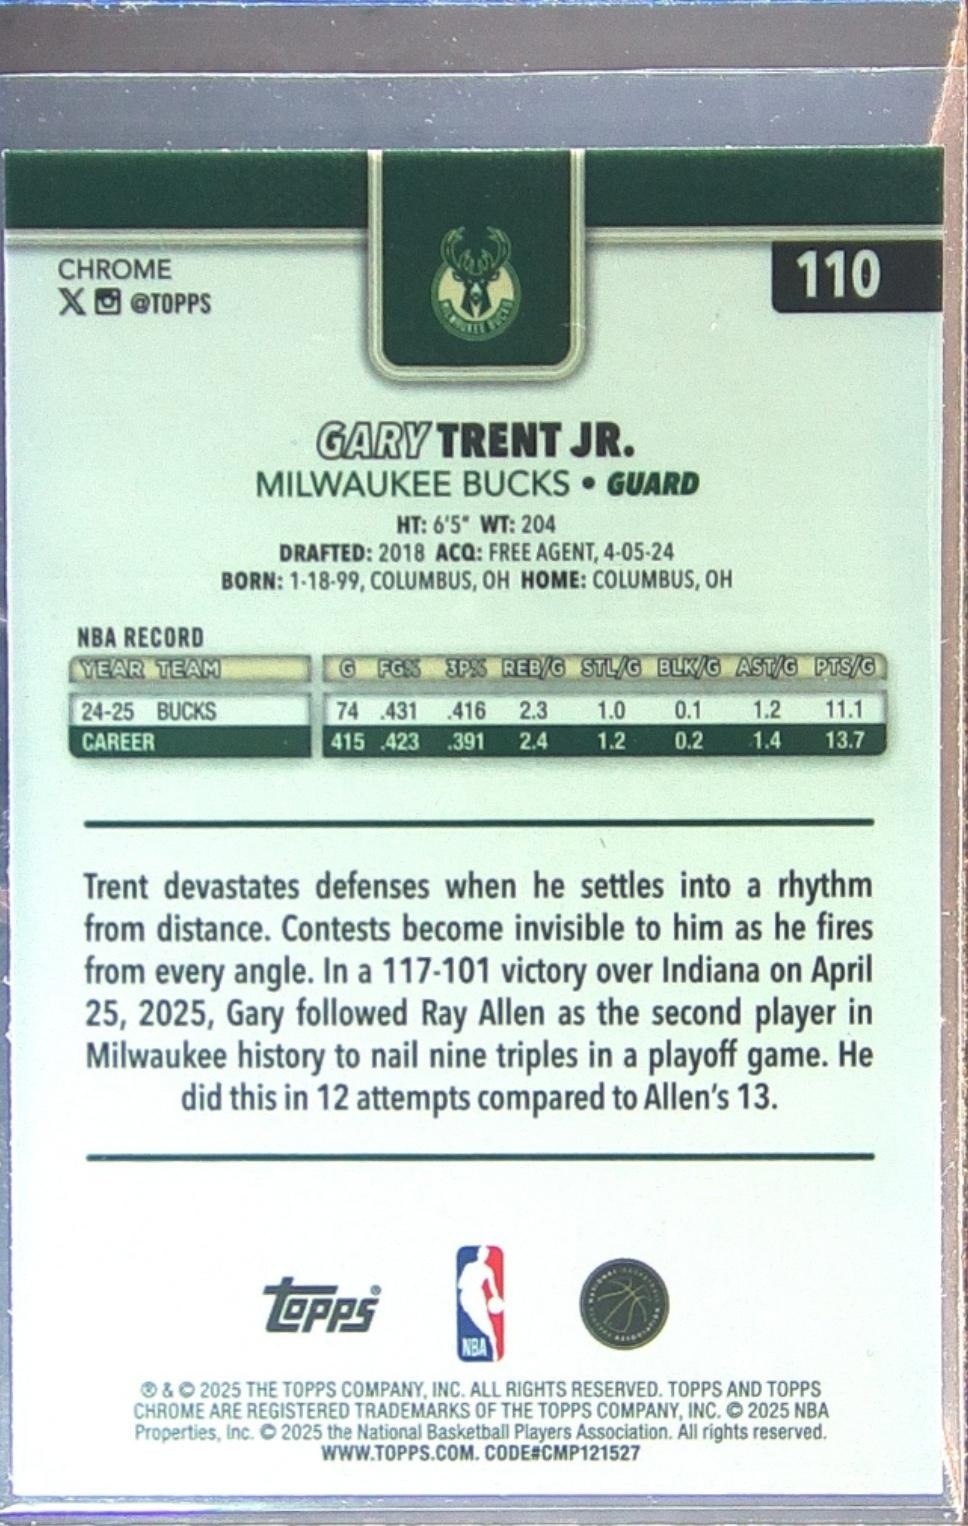 110
CHROME
@TOPPS
MILWAUKEE BUCKS
GARY TRENT JR.
MILWAUKEE BUCKS • GUARD
HT: 6'5" WT: 204
DRAFTED: 2018 ACQ: FREE AGENT, 4-05-24
BORN: 1-18-99, COLUMBUS, OH HOME: COLUMBUS, OH
NBA RECORD
YEAR TEAM G FG% 3P% REB/G STL/G BLK/G AST/G PTS/G
24-25 BUCKS 74 .431 .416 2.3 1.0 0.1 1.2 11.1
CAREER 415 .423 .391 2.4 1.2 0.2 1.4 13.7
Trent devastates defenses when he settles into a rhythm
from distance. Contests become invisible to him as he fires
from every angle. In a 117-101 victory over Indiana on April
25, 2025, Gary followed Ray Allen as the second player in
Milwaukee history to nail nine triples in a playoff game. He
did this in 12 attempts compared to Allen's 13.
Topps®
NBA
NATIONAL BASKETBALL PLAYERS ASSOCIATION
® & © 2025 THE TOPPS COMPANY, INC. ALL RIGHTS RESERVED. TOPPS AND TOPPS
CHROME ARE REGISTERED TRADEMARKS OF THE TOPPS COMPANY, INC. © 2025 NBA
Properties, Inc. © 2025 the National Basketball Players Association. All rights reserved.
WWW.TOPPS.COM. CODE#CMP121527